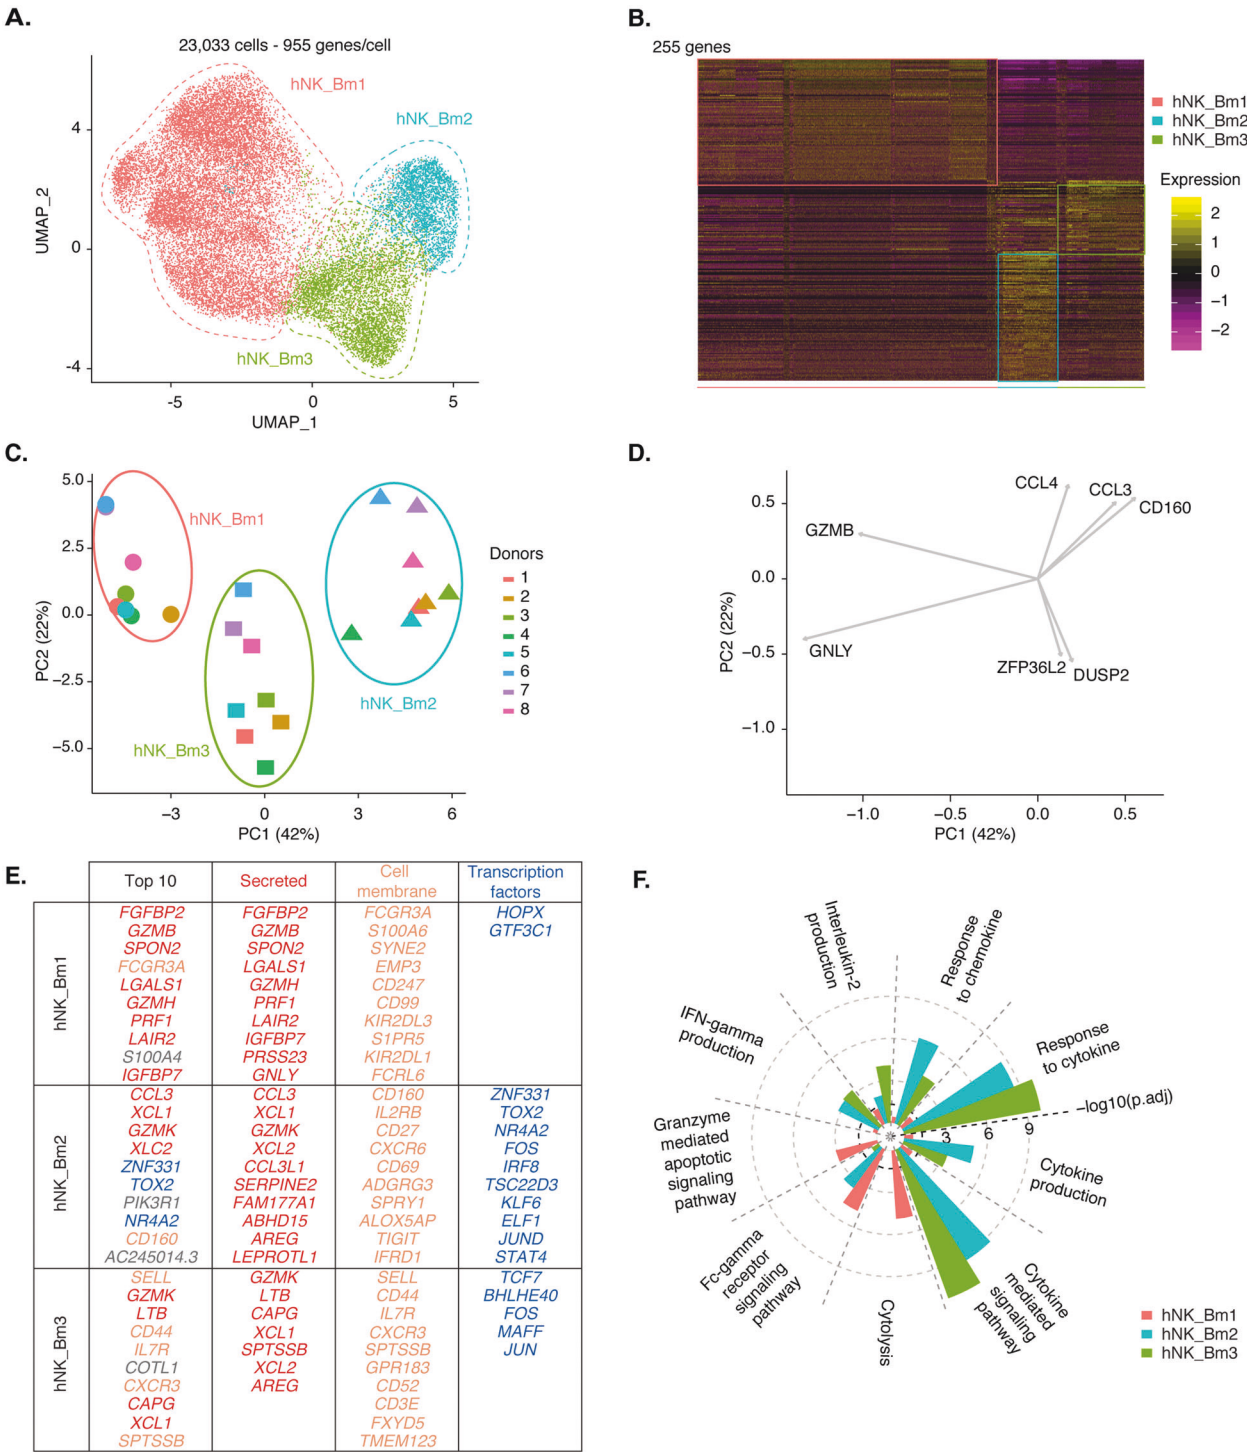 A.
23,033 cells - 955 genes/cell
hNK_Bm1
hNK_Bm2
hNK_Bm3
UMAP_2
4
0
-4
-5
0
5
UMAP_1
B.
255 genes
hNK_Bm1
hNK_Bm2
hNK_Bm3
Expression
2
1
0
−1
−2
C.
5.0
2.5
0.0
−2.5
−5.0
PC2 (22%)
hNK_Bm1
hNK_Bm2
hNK_Bm3
−3
0
3
6
PC1 (42%)
Donors
1
2
3
4
5
6
7
8
D.
0.5
0.0
−0.5
−1.0
PC2 (22%)
CCL4
CCL3
CD160
GZMB
GNLY
ZFP36L2
DUSP2
−1.0
−0.5
0.0
0.5
PC1 (42%)
E.
Top 10
Secreted
Cell
membrane
Transcription
factors
hNK_Bm1
FGFBP2 FGFBP2 FCGR3A HOPX
GZMB GZMB S100A6 GTF3C1
SPON2 SPON2 SYNE2
FCGR3A LGALS1 EMP3
LGALS1 GZMH CD247
GZMH PRF1 CD99
PRF1 LAIR2 KIR2DL3
LAIR2 IGFBP7 S1PR5
S100A4 PRSS23 KIR2DL1
IGFBP7 GNLY FCRL6
hNK_Bm2
CCL3 CCL3 CD160 ZNF331
XCL1 XCL1 IL2RB TOX2
GZMK GZMK CD27 NR4A2
XLC2 XCL2 CXCR6 FOS
ZNF331 CCL3L1 CD69 IRF8
TOX2 SERPINE2 ADGRG3 TSC22D3
PIK3R1 FAM177A1 SPRY1 KLF6
NR4A2 ABHD15 ALOX5AP ELF1
CD160 AREG TIGIT JUND
AC245014.3 LEPROTL1 IFRD1 STAT4
hNK_Bm3
SELL GZMK SELL TCF7
GZMK LTB CD44 BHLHE40
LTB CAPG IL7R FOS
CD44 XCL1 CXCR3 MAFF
IL7R SPTSSB SPTSSB JUN
COTL1 XCL2 GPR183
CXCR3 AREG CD52
CAPG CD3E
XCL1 FXYD5
SPTSSB TMEM123
F.
Interleukin-2
production
Response
to chemokine
IFN-gamma
production
Response
to cytokine
−log10(p.adj)
3
6
9
Granzyme
mediated
apoptotic
signaling
pathway
Cytokine
production
Fc-gamma
receptor
signaling
pathway
Cytolysis
Cytokine
mediated
signaling
pathway
hNK_Bm1
hNK_Bm2
hNK_Bm3